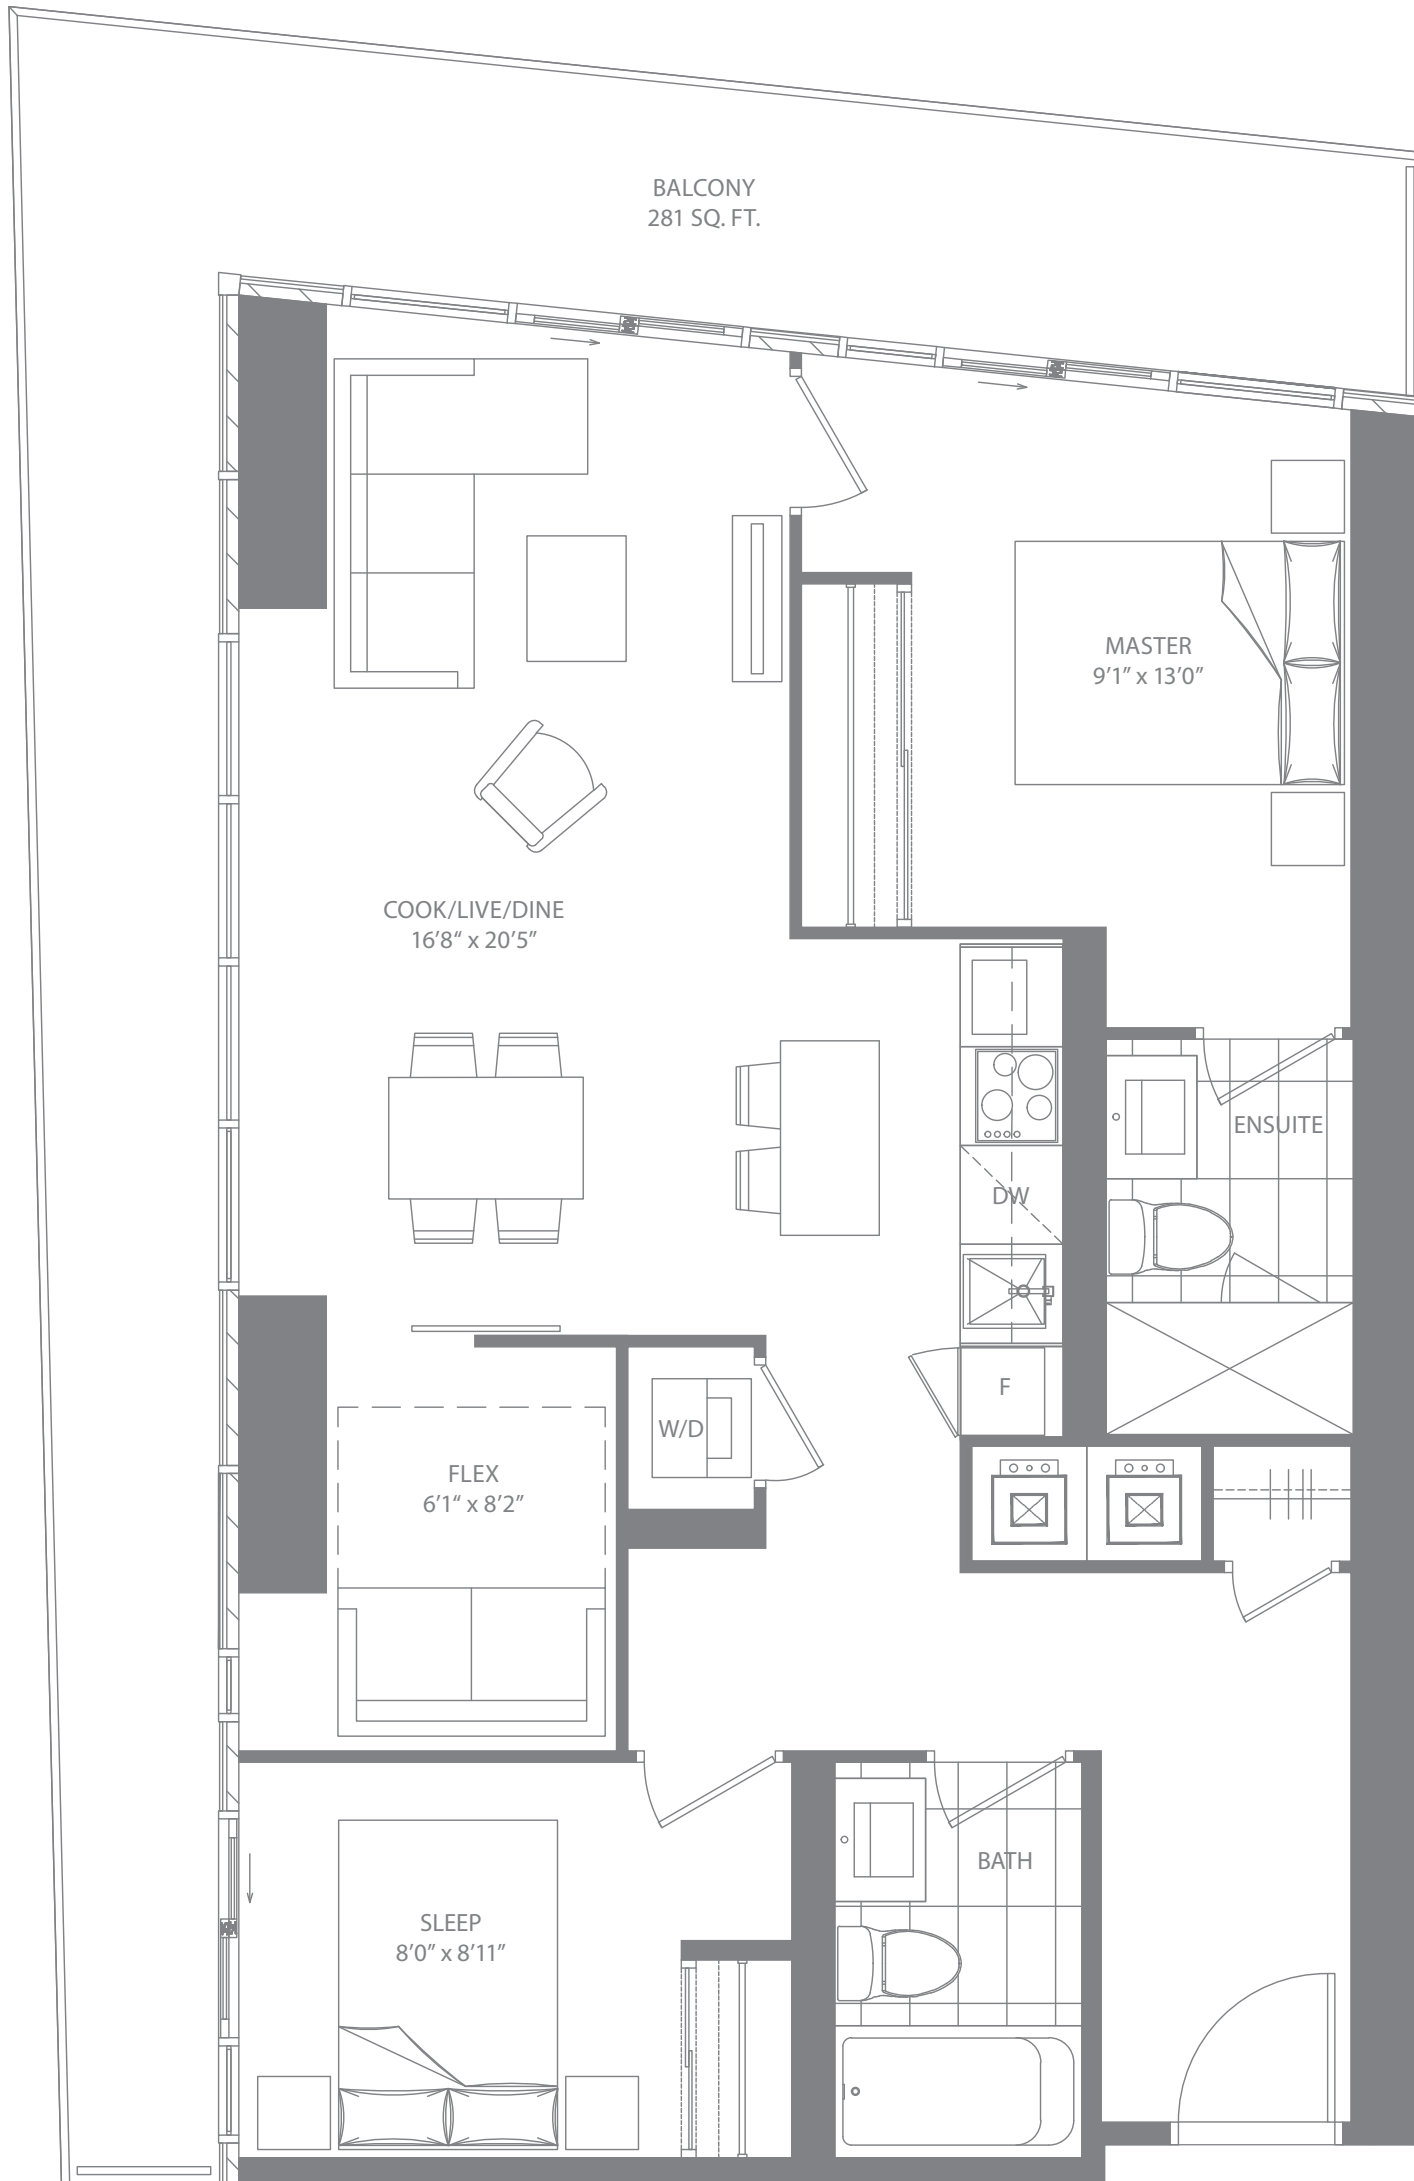 BALCONY
281 SQ. FT.
MASTER
9’1” x 13’0”
COOK/LIVE/DINE
16’8“ x 20’5”
ENSUITE
DW
F
W/D
FLEX
6’1“ x 8’2”
BATH
SLEEP
8’0” x 8’11”